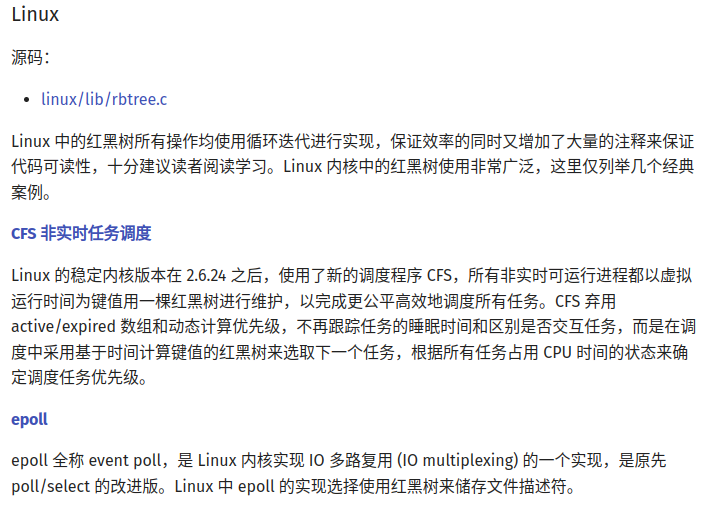 Linux
源码：
linux/lib/rbtree.c
Linux 中的红黑树所有操作均使用循环迭代进行实现，保证效率的同时又增加了大量的注释来保证
代码可读性，十分建议读者阅读学习。Linux 内核中的红黑树使用非常广泛，这里仅列举几个经典
案例。
CFS 非实时任务调度
Linux 的稳定内核版本在 2.6.24 之后，使用了新的调度程序 CFS，所有非实时可运行进程都以虚拟
运行时间为键值用一棵红黑树进行维护，以完成更公平高效地调度所有任务。CFS 弃用
active/expired 数组和动态计算优先级，不再跟踪任务的睡眠时间和区别是否交互任务，而是在调
度中采用基于时间计算键值的红黑树来选取下一个任务，根据所有任务占用 CPU 时间的状态来确
定调度任务优先级。
epoll
epoll 全称 event poll，是 Linux 内核实现 IO 多路复用 (IO multiplexing) 的一个实现，是原先
poll/select 的改进版。Linux 中 epoll 的实现选择使用红黑树来储存文件描述符。